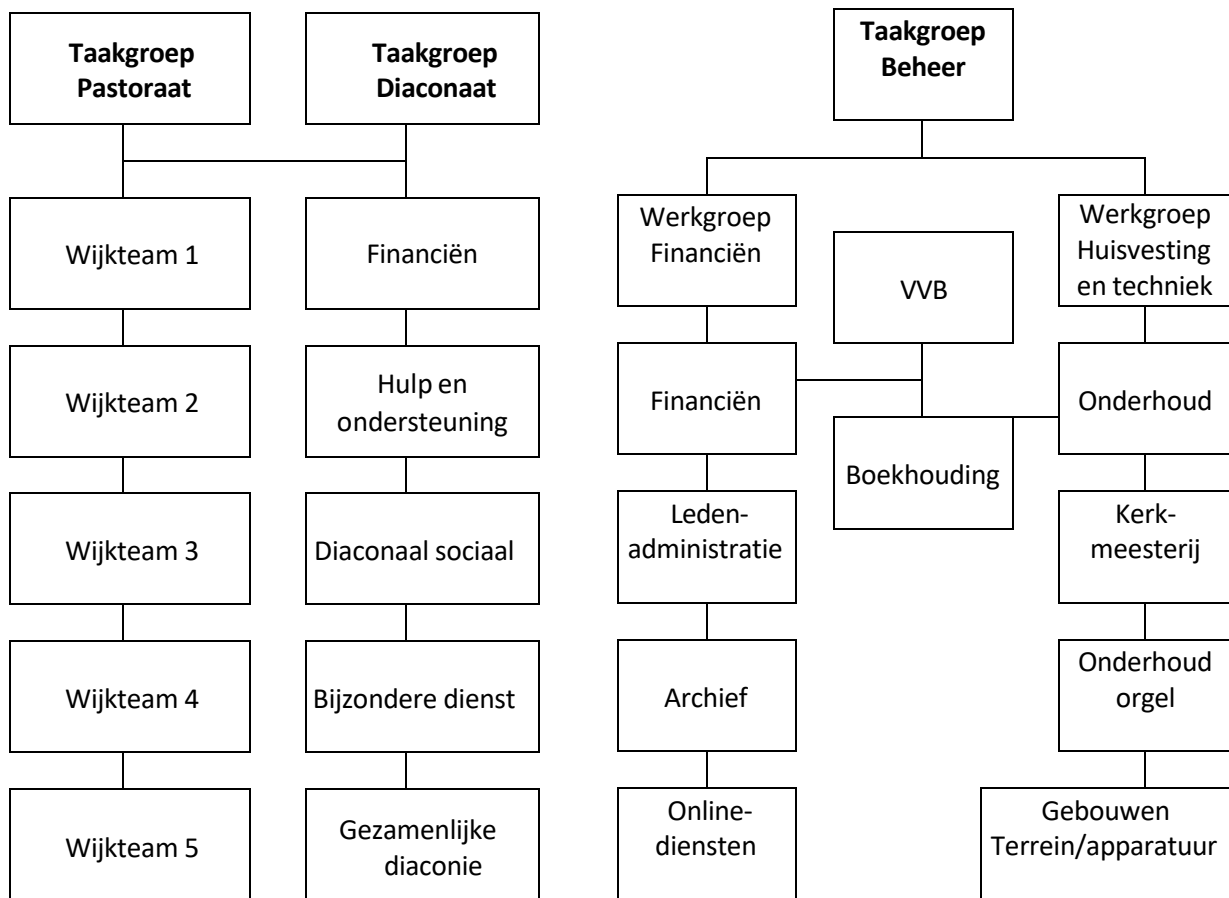 Taakgroep
Pastoraat
Taakgroep
Diaconaat
Taakgroep
Beheer
Wijkteam 1
Financiën
Werkgroep
Financiën
VVB
Werkgroep
Huisvesting
en techniek
Wijkteam 2
Hulp en
ondersteuning
Financiën
Boekhouding
Onderhoud
Wijkteam 3
Diaconaal sociaal
Leden-
administratie
Kerk-
meesterij
Wijkteam 4
Bijzondere dienst
Archief
Onderhoud
orgel
Wijkteam 5
Gezamenlijke
diaconie
Online-
diensten
Gebouwen
Terrein/apparatuur